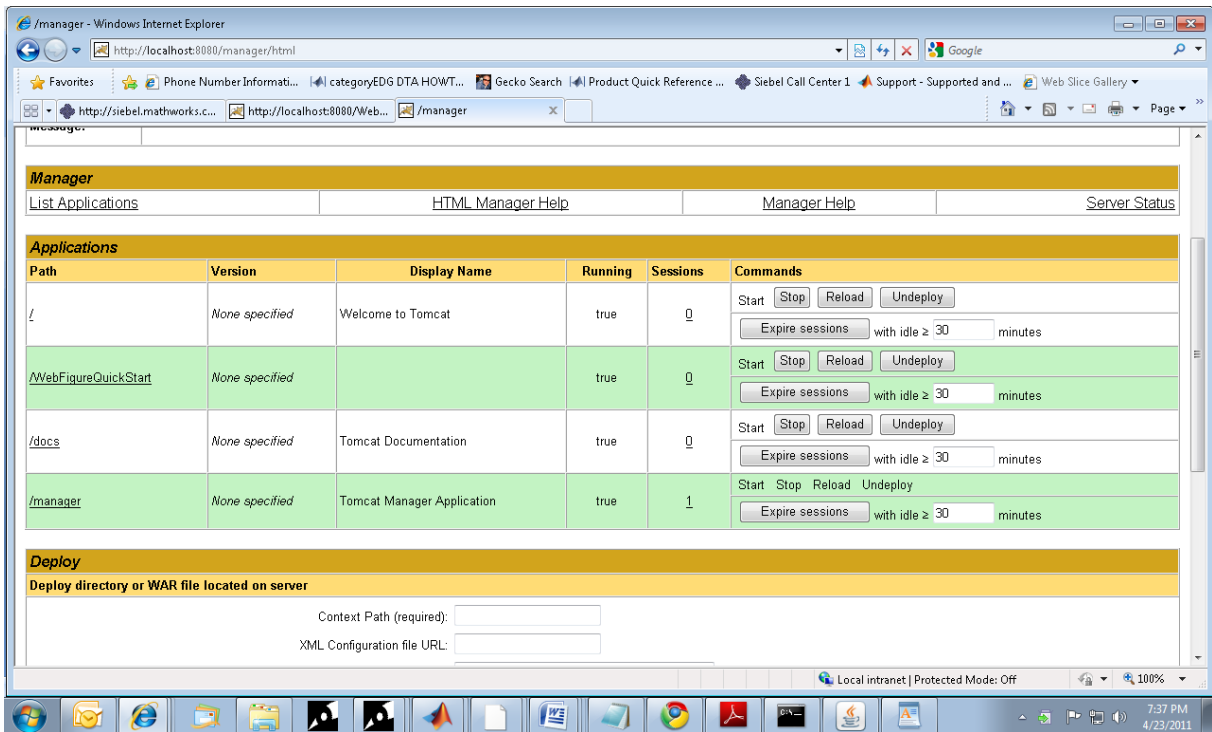 /manager - Windows Internet Explorer
http://localhost:8080/manager/html
Google
Favorites
Phone Number Informati...
categoryEDG DTA HOWT...
Gecko Search
Product Quick Reference ...
Siebel Call Center 1
Support - Supported and ...
Web Slice Gallery
http://siebel.mathworks.c...
http://localhost:8080/Web...
/manager
Page
Message:
Manager
List Applications
HTML Manager Help
Manager Help
Server Status
Applications
Path Version Display Name Running Sessions Commands
/ None specified Welcome to Tomcat true 0
Start Stop Reload Undeploy
Expire sessions with idle ≥ 30 minutes
/WebFigureQuickStart None specified true 0
Start Stop Reload Undeploy
Expire sessions with idle ≥ 30 minutes
/docs None specified Tomcat Documentation true 0
Start Stop Reload Undeploy
Expire sessions with idle ≥ 30 minutes
/manager None specified Tomcat Manager Application true 1
Start Stop Reload Undeploy
Expire sessions with idle ≥ 30 minutes
Deploy
Deploy directory or WAR file located on server
Context Path (required):
XML Configuration file URL:
Local intranet | Protected Mode: Off
100%
7:37 PM
4/23/2011